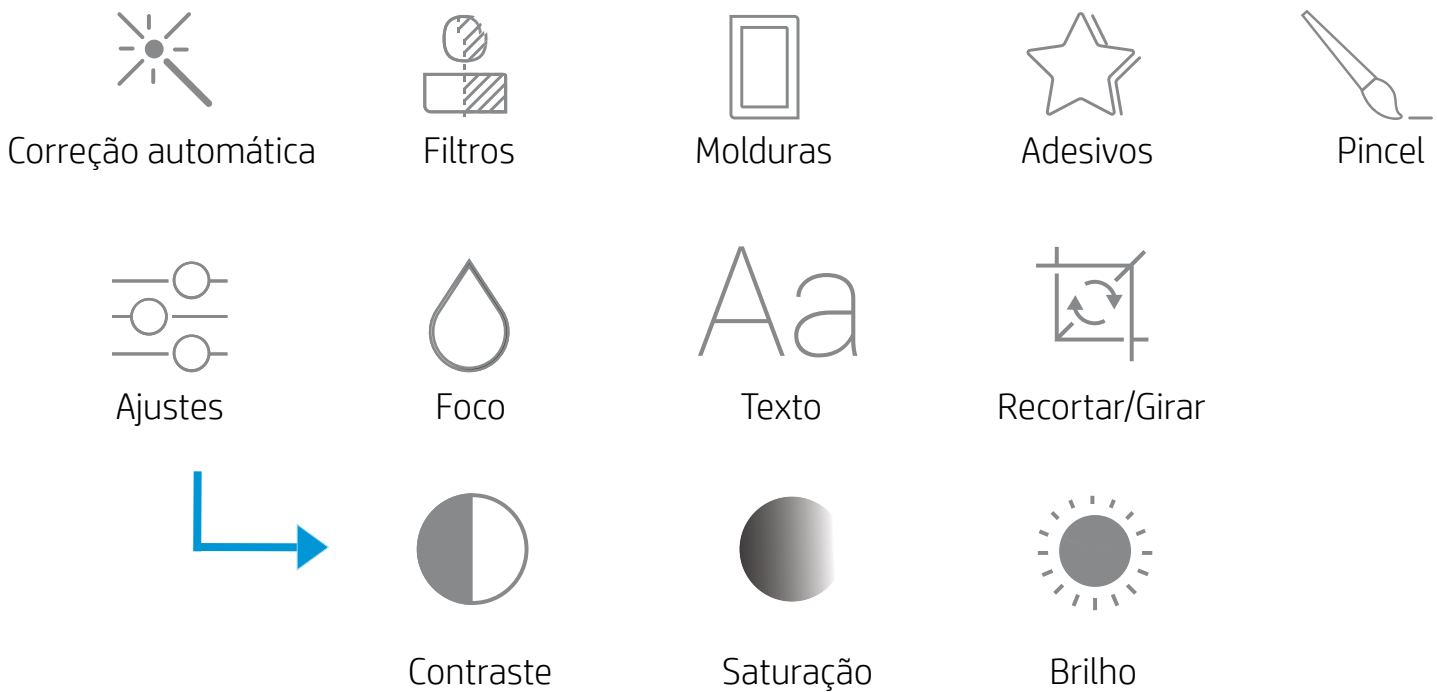 Correção automática
Filtros
Molduras
Adesivos
Pincel
Ajustes
Foco
Aa
Texto
Recortar/Girar
Contraste
Saturação
Brilho